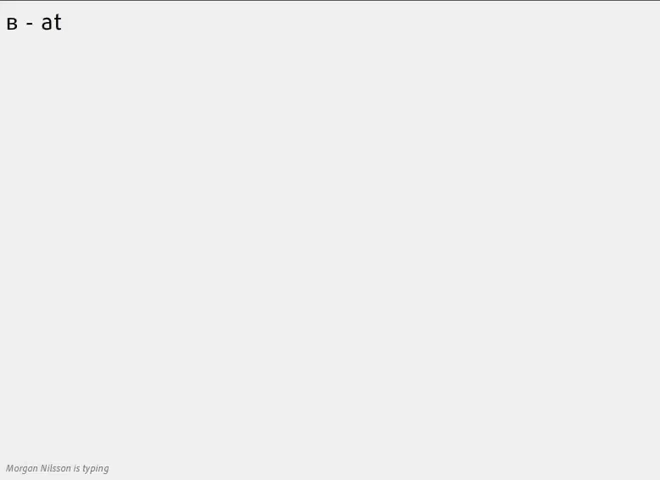 в - at
Morgan Nilsson is typing